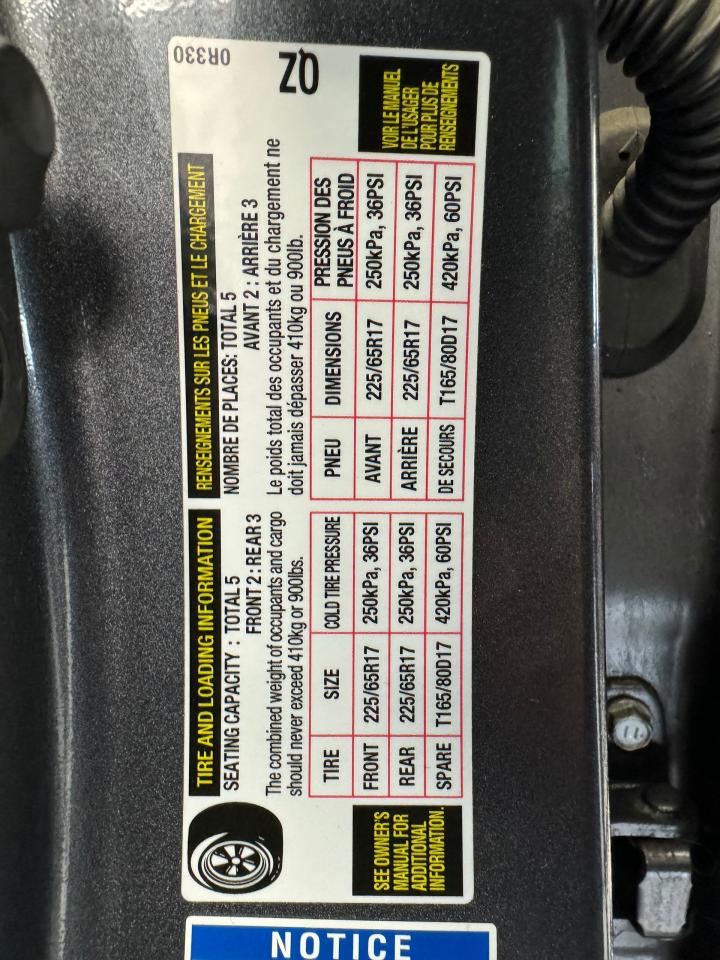 TIRE AND LOADING INFORMATION
SEATING CAPACITY : TOTAL 5
FRONT 2 : REAR 3
The combined weight of occupants and cargo
should never exceed 410kg or 900lbs.
TIRE SIZE COLD TIRE PRESSURE
FRONT 225/65R17 250kPa, 36PSI
REAR 225/65R17 250kPa, 36PSI
SPARE T165/80D17 420kPa, 60PSI
SEE OWNER'S
MANUAL FOR
ADDITIONAL
INFORMATION.
RENSEIGNEMENTS SUR LES PNEUS ET LE CHARGEMENT
NOMBRE DE PLACES: TOTAL 5
AVANT 2 : ARRIÈRE 3
Le poids total des occupants et du chargement ne
doit jamais dépasser 410kg ou 900lb.
PNEU DIMENSIONS PRESSION DES
PNEUS À FROID
AVANT 225/65R17 250kPa, 36PSI
ARRIÈRE 225/65R17 250kPa, 36PSI
DE SECOURS T165/80D17 420kPa, 60PSI
VOIR LE MANUEL
DE L'USAGER
POUR PLUS DE
RENSEIGNEMENTS
0R330
QZ
NOTICE